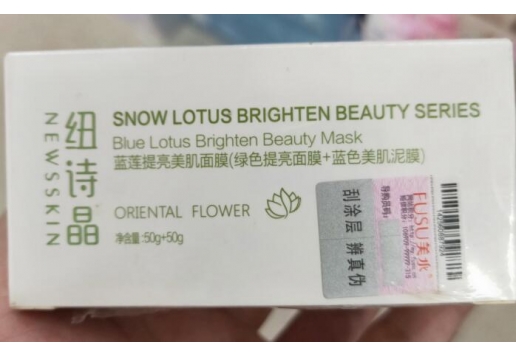 纽诗晶
NEWSSKIN
SNOW LOTUS BRIGHTEN BEAUTY SERIES
Blue Lotus Brighten Beauty Mask
蓝莲提亮美肌面膜(绿色提亮面膜+蓝色美肌泥膜)
ORIENTAL FLOWER
净含量:50g+50g
刮涂层 辨真伪
FUSU美水